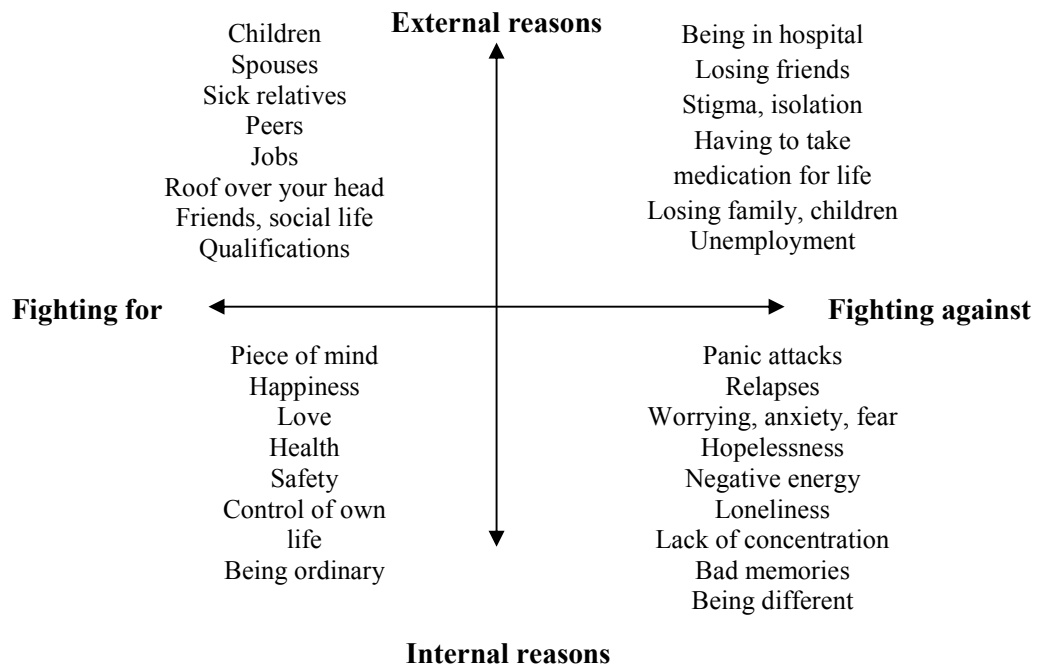 External reasons
Children
Spouses
Sick relatives
Peers
Jobs
Roof over your head
Friends, social life
Qualifications
Being in hospital
Losing friends
Stigma, isolation
Having to take
medication for life
Losing family, children
Unemployment
Fighting for
Fighting against
Piece of mind
Happiness
Love
Health
Safety
Control of own
life
Being ordinary
Panic attacks
Relapses
Worrying, anxiety, fear
Hopelessness
Negative energy
Loneliness
Lack of concentration
Bad memories
Being different
Internal reasons